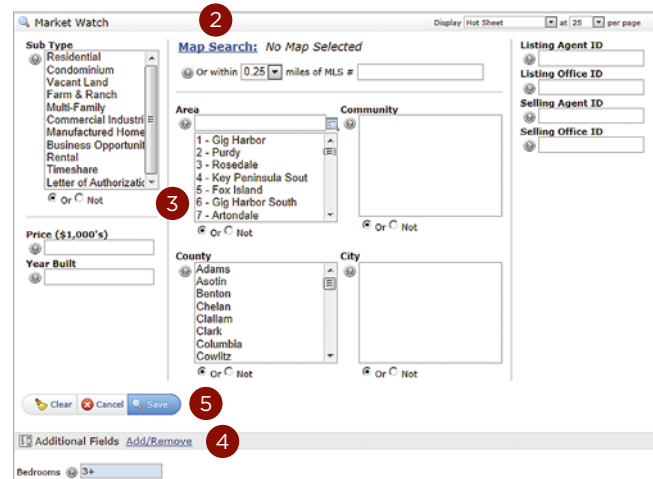 Market Watch
2
Display Hot Sheet at 25 per page
Sub Type
Residential
Condominium
Vacant Land
Farm & Ranch
Multi-Family
Commercial Industri
Manufactured Home
Business Opportunit
Rental
Timeshare
Letter of Authorizatic
Or Not
Price ($1,000's)
Year Built
Map Search: No Map Selected
Or within 0.25 miles of MLS #
Area
1 - Gig Harbor
2 - Purdy
3 - Rosedale
4 - Key Peninsula Sout
5 - Fox Island
6 - Gig Harbor South
7 - Artondale
3
Or Not
Community
Or Not
County
Adams
Asotin
Benton
Chelan
Clallam
Clark
Columbia
Cowlitz
Or Not
City
Or Not
Listing Agent ID
Listing Office ID
Selling Agent ID
Selling Office ID
Clear Cancel Save
5
Additional Fields Add/Remove
4
Bedrooms 3+